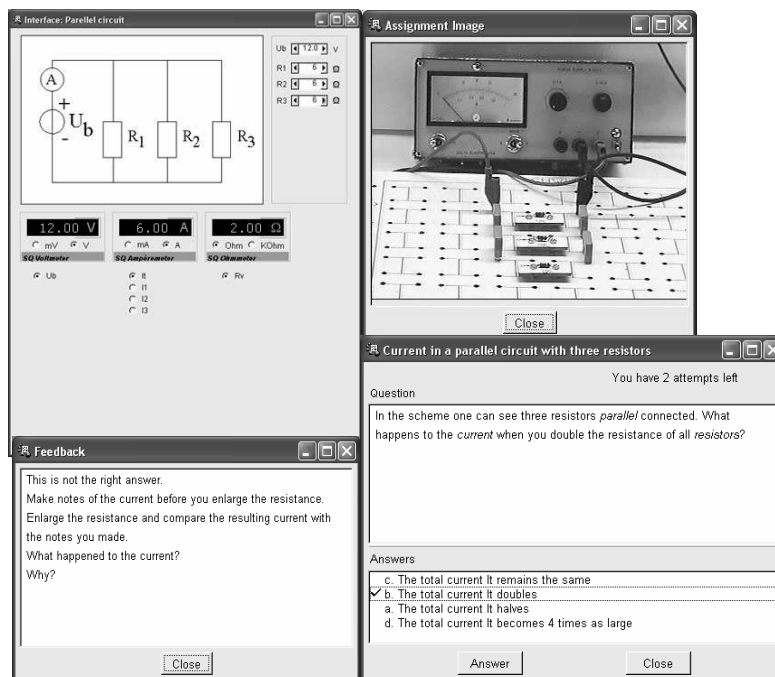 Interface: Parellel circuit
A
+
Ub
-
R1
R2
R3
Ub 12.0 V
R1 6 Ω
R2 6 Ω
R3 6 Ω
12.00 V
mV V
SQ Voltmeter
Ub
6.00 A
mA A
SQ Ampéremeter
It
I1
I2
I3
2.00 Ω
Ohm KOhm
SQ Ohmmeter
Rv
Assignment Image
Close
Current in a parallel circuit with three resistors
You have 2 attempts left
Question
In the scheme one can see three resistors parallel connected. What
happens to the current when you double the resistance of all resistors?
Answers
c. The total current It remains the same
b. The total current It doubles
a. The total current It halves
d. The total current It becomes 4 times as large
Answer
Close
Feedback
This is not the right answer.
Make notes of the current before you enlarge the resistance.
Enlarge the resistance and compare the resulting current with
the notes you made.
What happened to the current?
Why?
Close